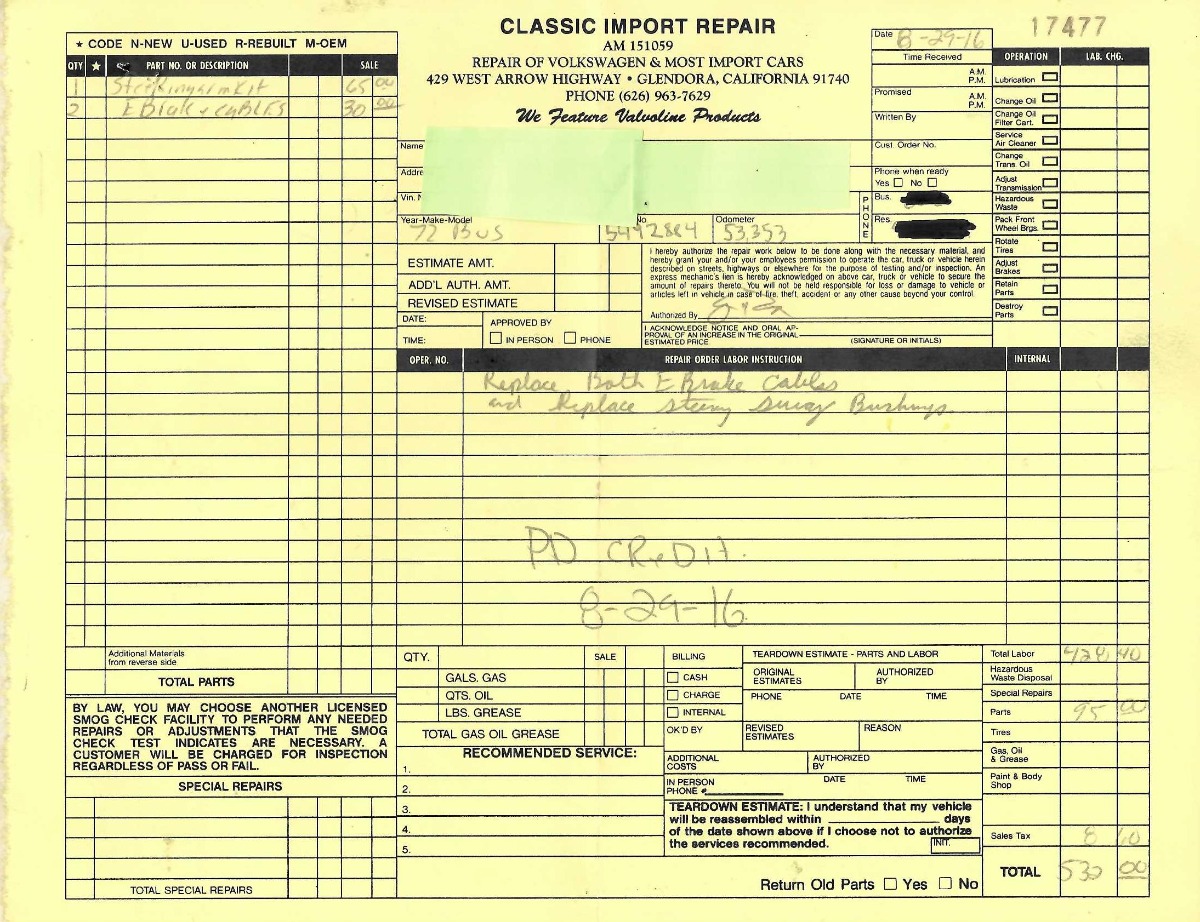 CLASSIC IMPORT REPAIR
AM 151059
REPAIR OF VOLKSWAGEN & MOST IMPORT CARS
429 WEST ARROW HIGHWAY • GLENDORA, CALIFORNIA 91740
PHONE (626) 963-7629
We Feature Valvoline Products
17477
Date 8-29-16
Time Received
A.M.
P.M.
Promised
A.M.
P.M.
Written By
Cust. Order No.
Phone when ready
Yes No
PHONE
Bus.
Res.
★ CODE N-NEW U-USED R-REBUILT M-OEM
QTY ★ PART NO. OR DESCRIPTION SALE
1 65 00
2 E Brake cABLES 30 00
Name
Addre
Vin. N
Year-Make-Model No Odometer
72 BUS 5492884 53,353
ESTIMATE AMT.
ADD'L AUTH. AMT.
REVISED ESTIMATE
DATE:
TIME:
APPROVED BY
IN PERSON PHONE
I hereby authorize the repair work below to be done along with the necessary material, and
hereby grant your and/or your employees permission to operate the car, truck or vehicle herein
described on streets, highways or elsewhere for the purpose of testing and/or inspection. An
express mechanic's lien is hereby acknowledged on above car, truck or vehicle to secure the
amount of repairs thereto. You will not be held responsible for loss or damage to vehicle or
articles left in vehicle in case of fire, theft, accident or any other cause beyond your control.
Authorized By
I ACKNOWLEDGE NOTICE AND ORAL AP-
PROVAL OF AN INCREASE IN THE ORIGINAL
ESTIMATED PRICE
(SIGNATURE OR INITIALS)
OPERATION LAB. CHG.
Lubrication
Change Oil
Change Oil
Filter Cart.
Service
Air Cleaner
Change
Trans. Oil
Adjust
Transmission
Hazardous
Waste
Pack Front
Wheel Brgs.
Rotate
Tires
Adjust
Brakes
Retain
Parts
Destroy
Parts
OPER. NO. REPAIR ORDER LABOR INSTRUCTION INTERNAL
Replace Both E Brake Cables
and Replace Bushings
PD CReDIT.
8-29-16
Additional Materials
from reverse side
TOTAL PARTS
BY LAW, YOU MAY CHOOSE ANOTHER LICENSED
SMOG CHECK FACILITY TO PERFORM ANY NEEDED
REPAIRS OR ADJUSTMENTS THAT THE SMOG
CHECK TEST INDICATES ARE NECESSARY. A
CUSTOMER WILL BE CHARGED FOR INSPECTION
REGARDLESS OF PASS OR FAIL.
SPECIAL REPAIRS
TOTAL SPECIAL REPAIRS
QTY. SALE
GALS. GAS
QTS. OIL
LBS. GREASE
TOTAL GAS OIL GREASE
RECOMMENDED SERVICE:
1.
2.
3.
4.
5.
BILLING
CASH
CHARGE
INTERNAL
OK'D BY
TEARDOWN ESTIMATE - PARTS AND LABOR
ORIGINAL
ESTIMATES
AUTHORIZED
BY
PHONE DATE TIME
REVISED
ESTIMATES
REASON
ADDITIONAL
COSTS
AUTHORIZED
BY
IN PERSON
PHONE #
DATE TIME
TEARDOWN ESTIMATE: I understand that my vehicle
will be reassembled within days
of the date shown above if I choose not to authorize
the services recommended.
INIT.
Return Old Parts Yes No
Total Labor 40
Hazardous
Waste Disposal
Special Repairs
Parts 95 00
Tires
Gas, Oil
& Grease
Paint & Body
Shop
Sales Tax 8 60
TOTAL 530 00